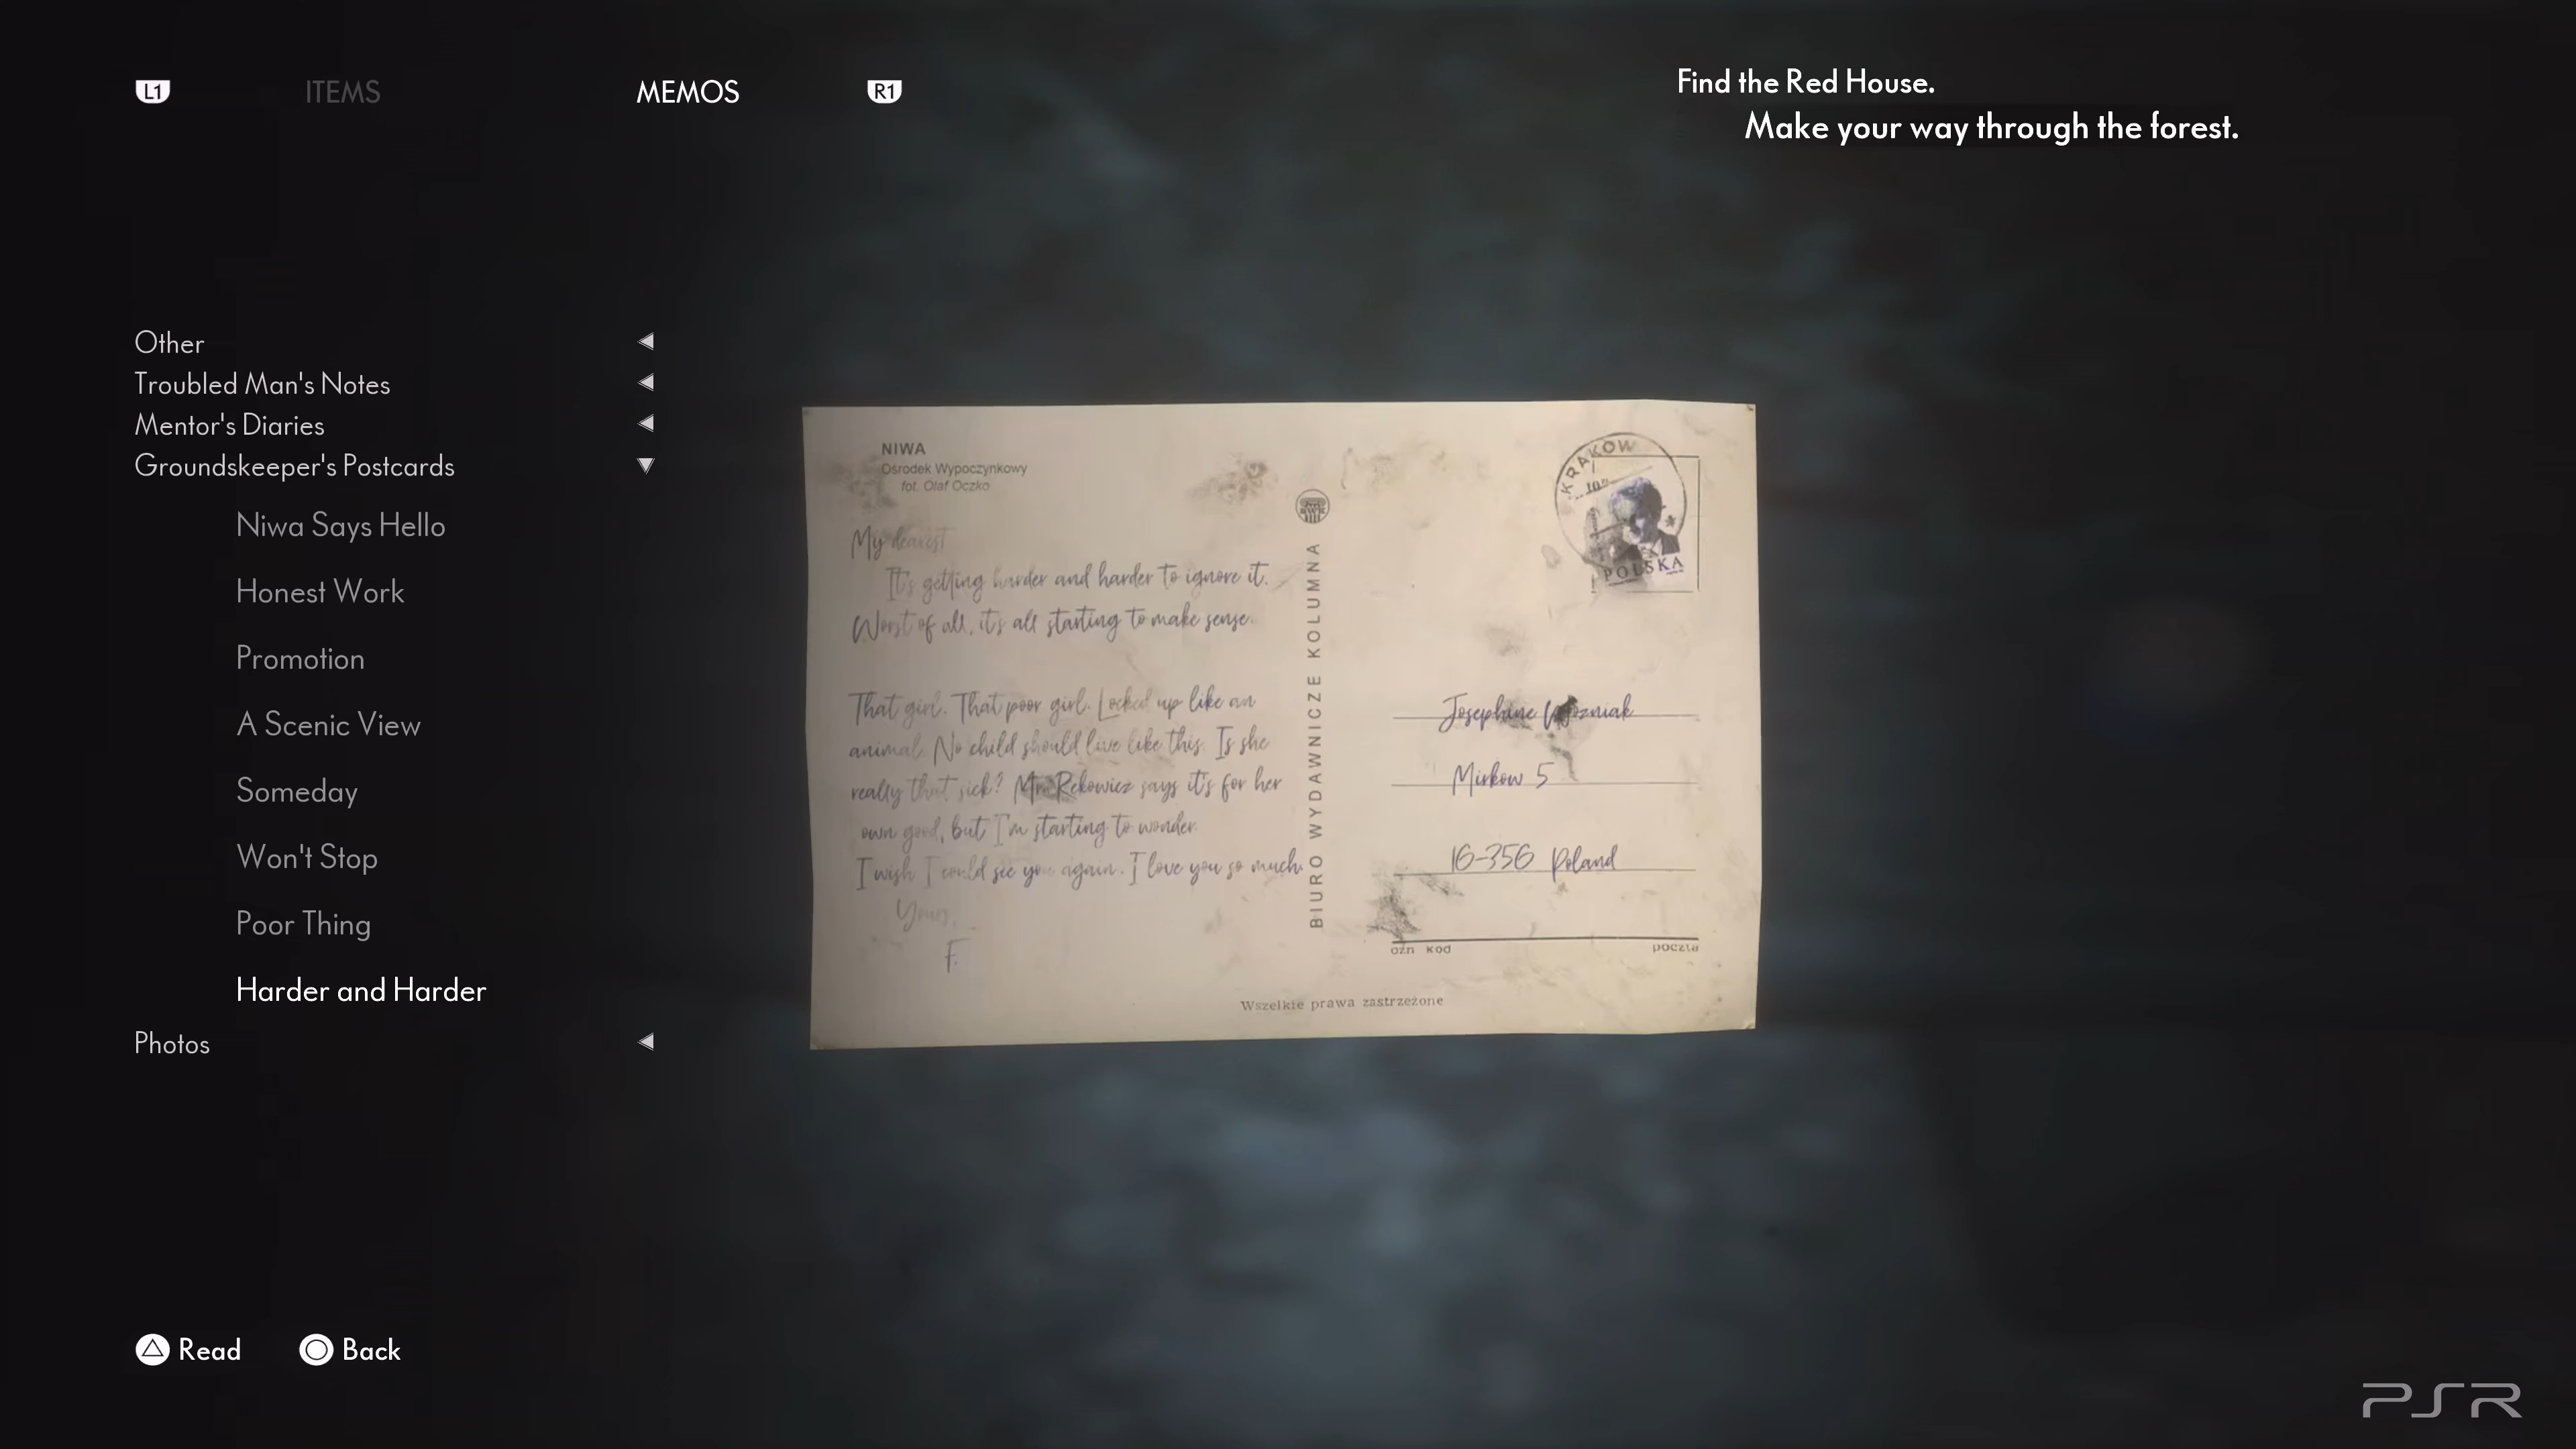 L1
ITEMS
MEMOS
R1
Find the Red House.
Make your way through the forest.
Other
Troubled Man's Notes
Mentor's Diaries
Groundskeeper's Postcards
Niwa Says Hello
Honest Work
Promotion
A Scenic View
Someday
Won't Stop
Poor Thing
Harder and Harder
Photos
NIWA
Osrodek Wypoczynkowy
fot. Olaf Oczko
My dearest
It's getting harder and harder to ignore it.
Worst of all, it's all starting to make sense.
That girl. That poor girl. Locked up like an
animal. No child should live like this. Is she
really that sick? Mr. Rekowicz says it's for her
own good, but I'm starting to wonder.
I wish I could see you again. I love you so much.
Yours,
F.
BIURO WYDAWNICZE KOLUMNA
KRAKOW
POLSKA
Josephine Wozniak
Mirkow 5
16-356 Poland
ozn kod
poczta
Wszelkie prawa zastrzeżone
Read
Back
PSR